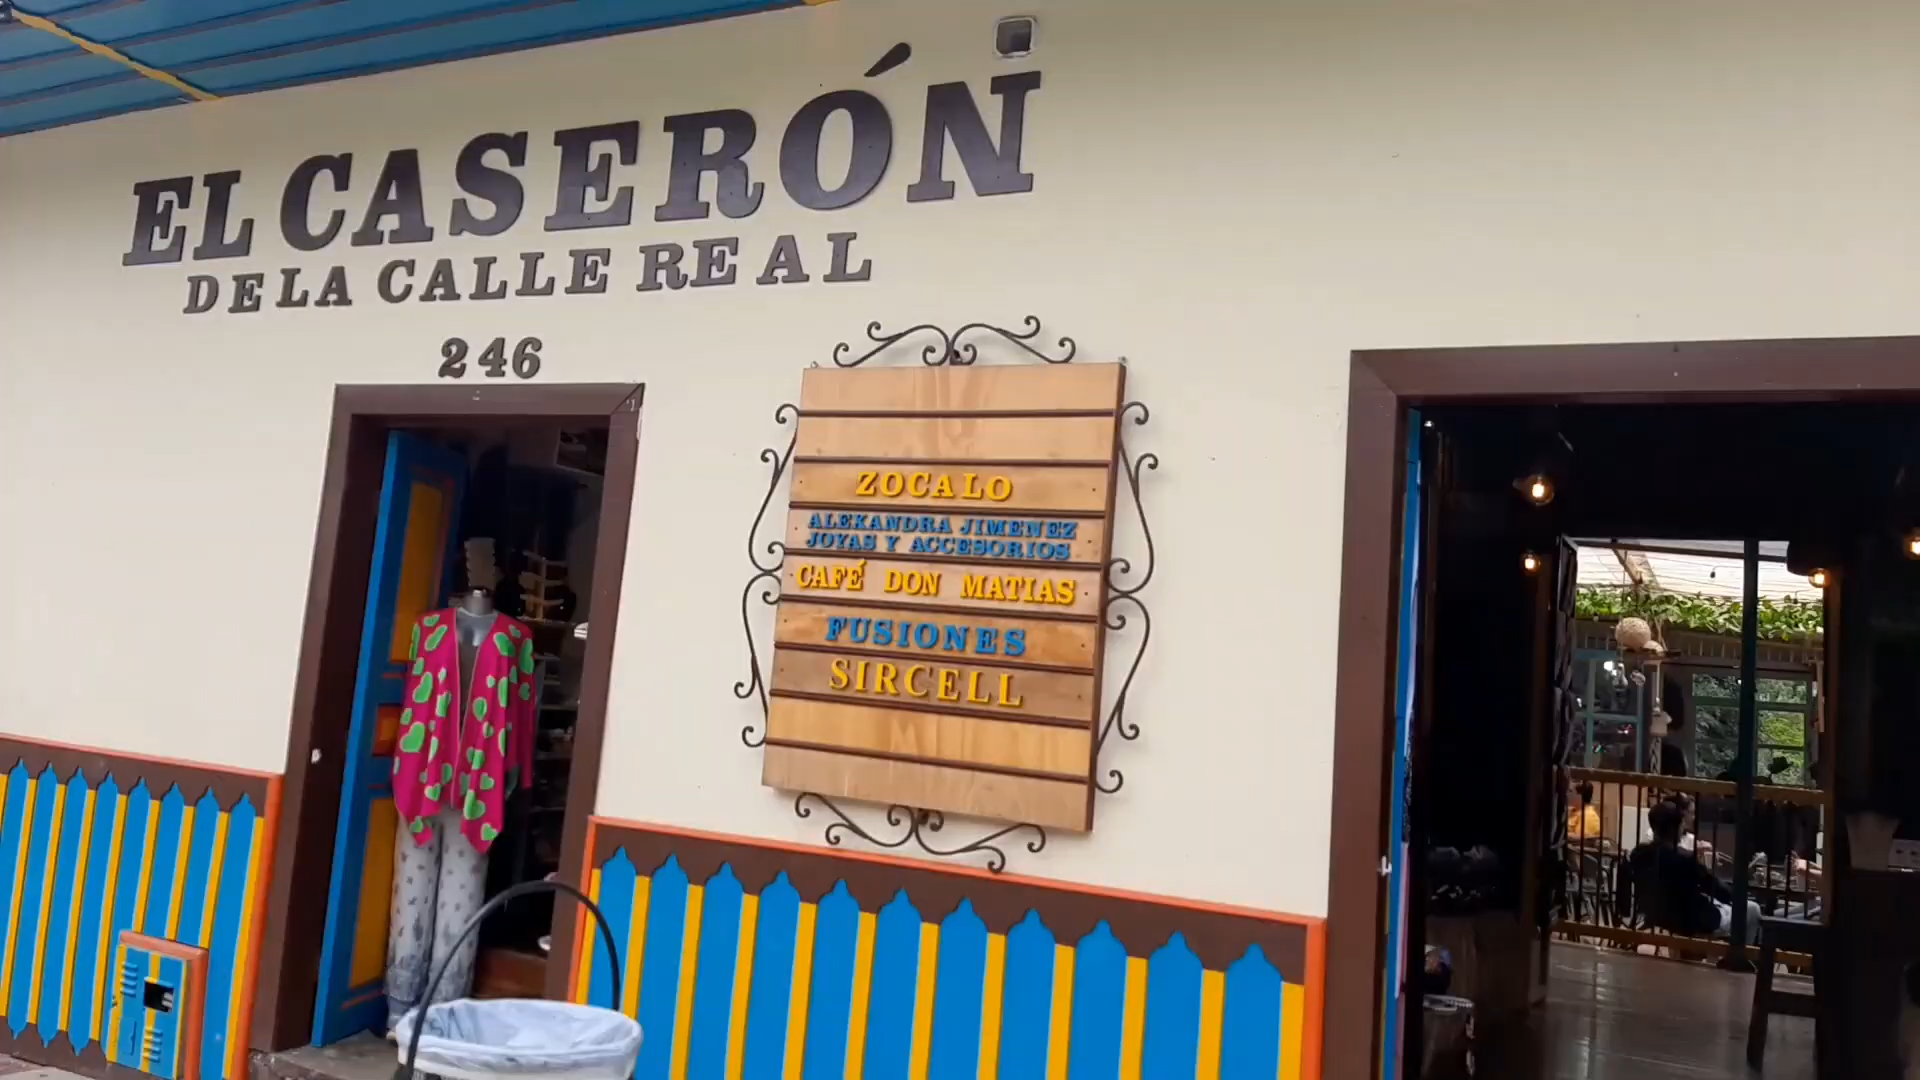 EL CASERÓN
DE LA CALLE REAL
246
ZOCALO
ALEXANDRA JIMENEZ
JOYAS Y ACCESORIOS
CAFÉ DON MATIAS
FUSIONES
SIRCELL